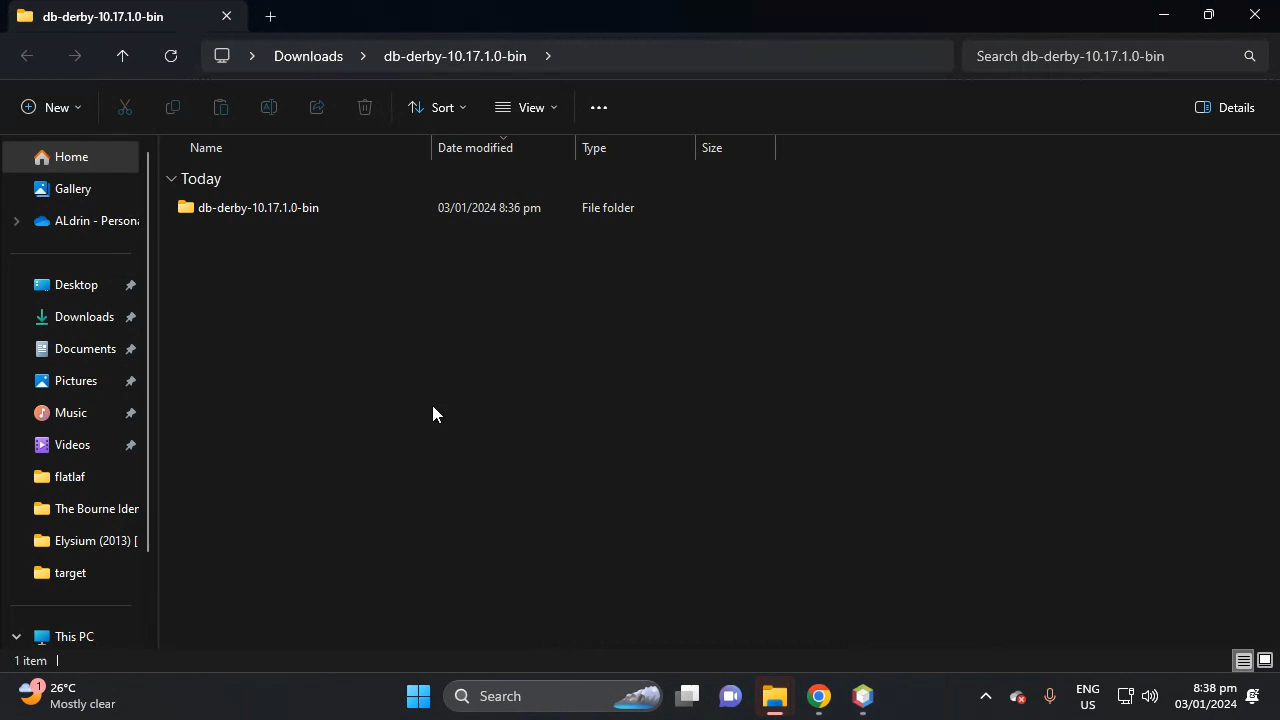 db-derby-10.17.1.0-bin
Downloads
db-derby-10.17.1.0-bin
Search db-derby-10.17.1.0-bin
New
Sort
View
Details
Name
Date modified
Type
Size
Home
Today
Gallery
db-derby-10.17.1.0-bin
03/01/2024 8:36 pm
File folder
ALdrin - Persona
Desktop
Downloads
Documents
Pictures
Music
Videos
flatlaf
The Bourne Iden
Elysium (2013) [
target
This PC
1 item
1
26°C
Mostly clear
Search
ENG
US
8:38 pm
03/01/2024